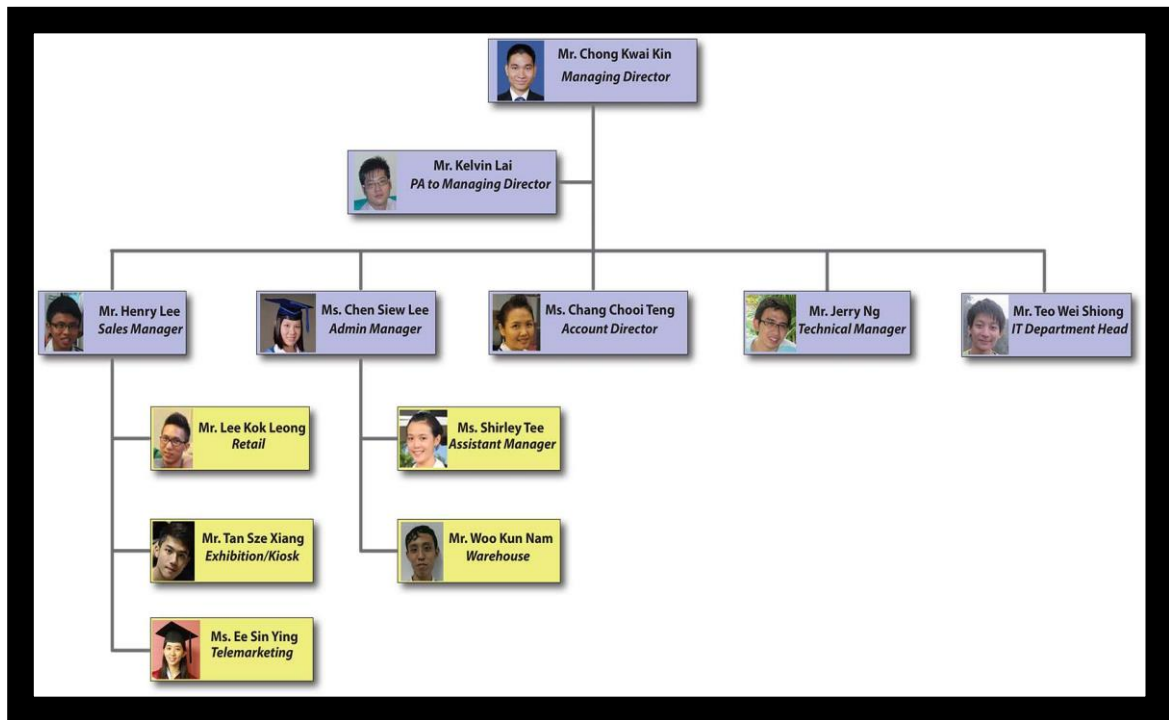 Mr. Chong Kwai Kin
Managing Director
Mr. Kelvin Lai
PA to Managing Director
Mr. Henry Lee
Sales Manager
Ms. Chen Siew Lee
Admin Manager
Ms. Chang Chooi Teng
Account Director
Mr. Jerry Ng
Technical Manager
Mr. Teo Wei Shiong
IT Department Head
Mr. Lee Kok Leong
Retail
Ms. Shirley Tee
Assistant Manager
Mr. Tan Sze Xiang
Exhibition/Kiosk
Mr. Woo Kun Nam
Warehouse
Ms. Ee Sin Ying
Telemarketing